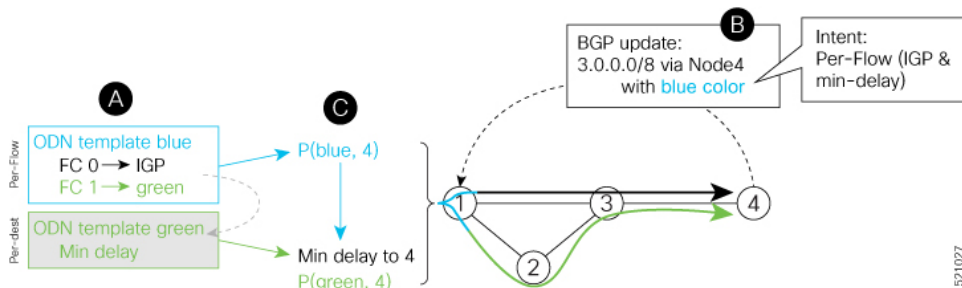 A
Per-Flow
ODN template blue
FC 0 → IGP
FC 1 → green
Per-dest
ODN template green
Min delay
C
P(blue, 4)
Min delay to 4
P(green, 4)
B
BGP update:
3.0.0.0/8 via Node4
with blue color
Intent:
Per-Flow (IGP &
min-delay)
1
3
4
2
521027